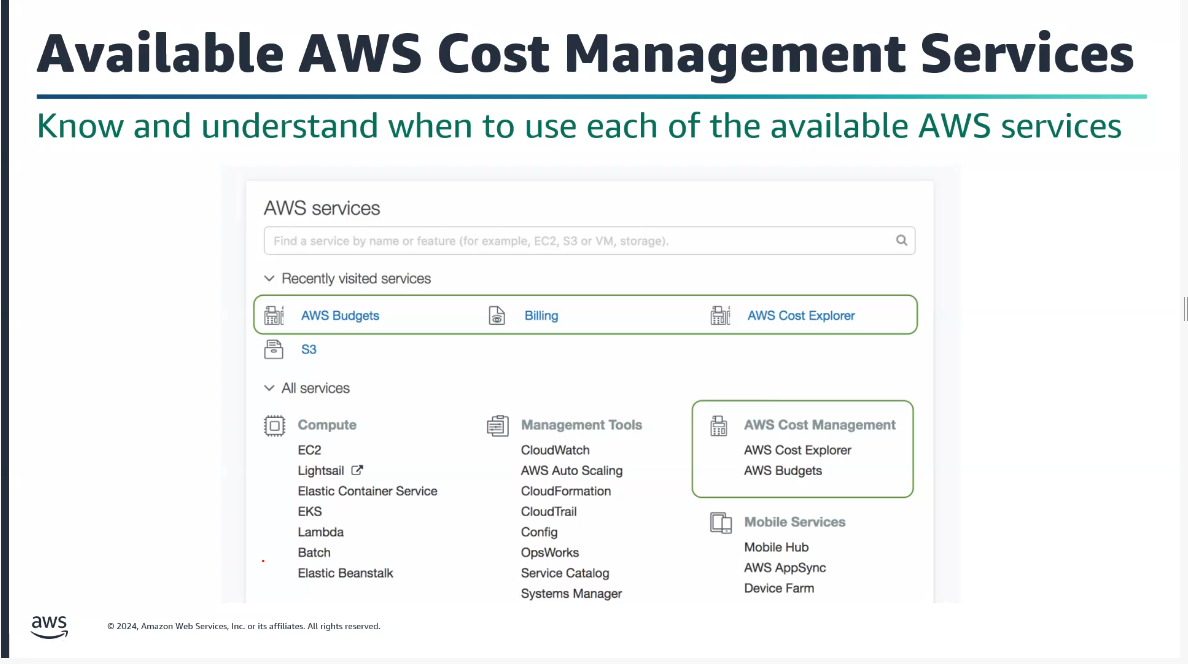 Available AWS Cost Management Services
Know and understand when to use each of the available AWS services
AWS services
Find a service by name or feature (for example, EC2, S3 or VM, storage).
Recently visited services
AWS Budgets
Billing
AWS Cost Explorer
S3
All services
Compute
EC2
Lightsail
Elastic Container Service
EKS
Lambda
Batch
Elastic Beanstalk
Management Tools
CloudWatch
AWS Auto Scaling
CloudFormation
CloudTrail
Config
OpsWorks
Service Catalog
Systems Manager
AWS Cost Management
AWS Cost Explorer
AWS Budgets
Mobile Services
Mobile Hub
AWS AppSync
Device Farm
aws
© 2024, Amazon Web Services, Inc. or its affiliates. All rights reserved.